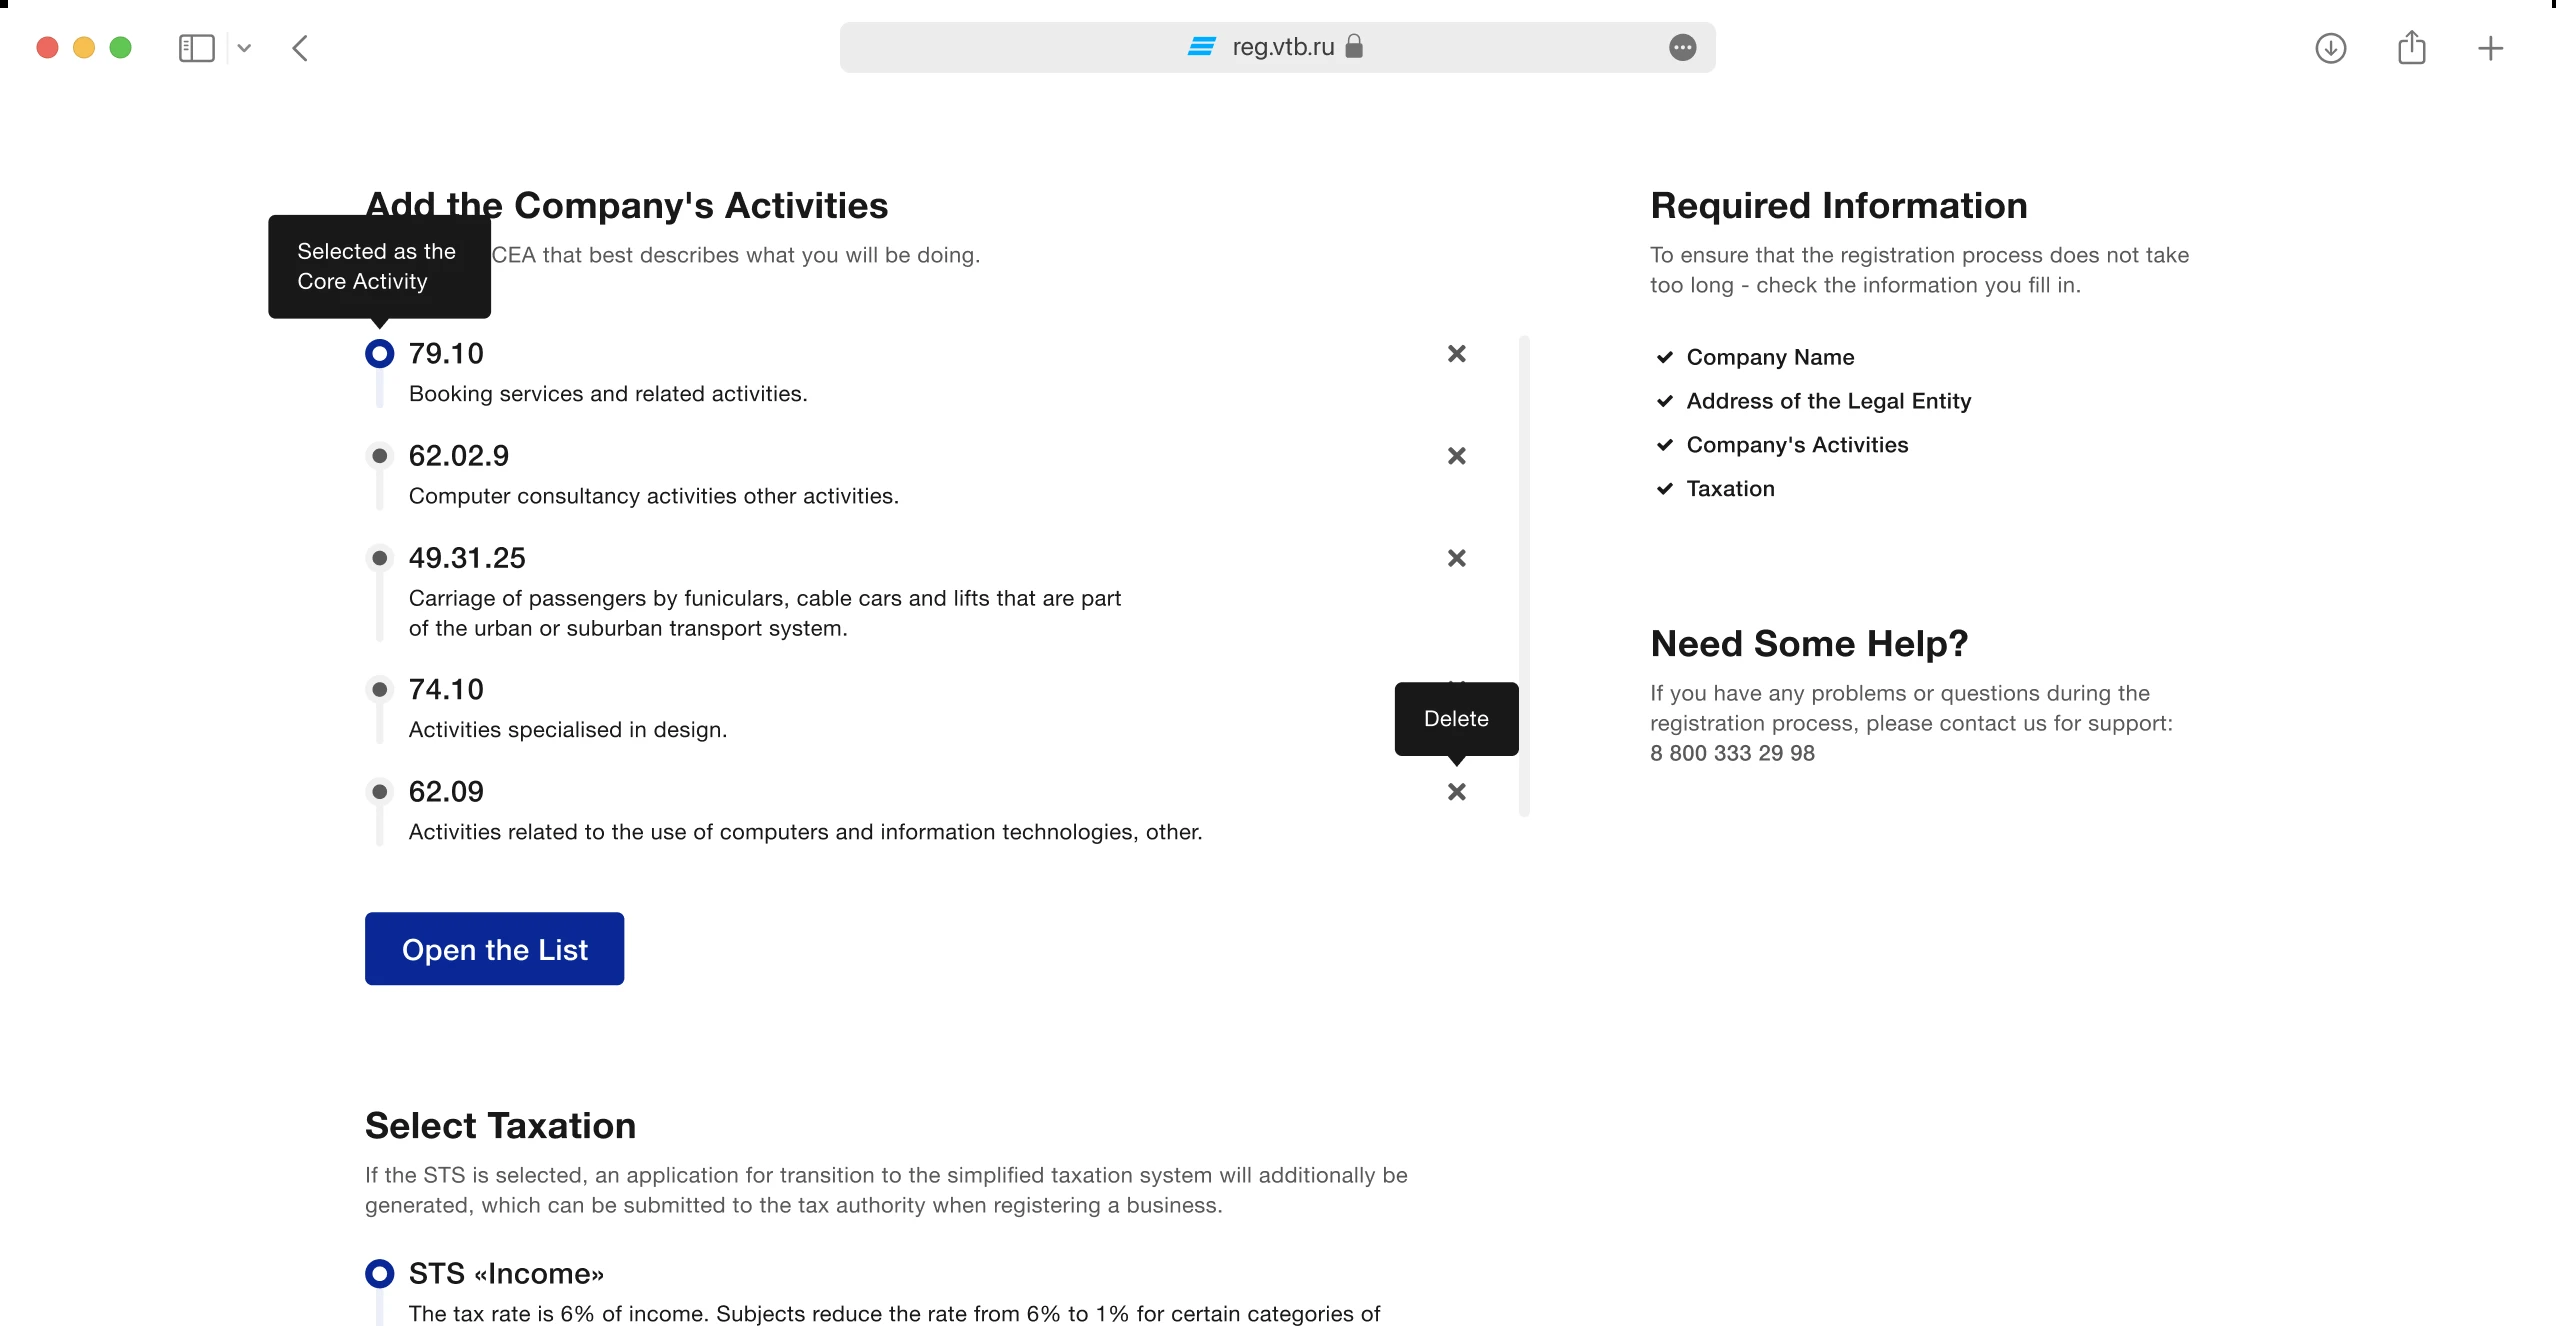 reg.vtb.ru
Add the Company's Activities
CEA that best describes what you will be doing.
Selected as the
Core Activity
79.10
Booking services and related activities.
62.02.9
Computer consultancy activities other activities.
49.31.25
Carriage of passengers by funiculars, cable cars and lifts that are part
of the urban or suburban transport system.
74.10
Activities specialised in design.
Delete
62.09
Activities related to the use of computers and information technologies, other.
Open the List
Select Taxation
If the STS is selected, an application for transition to the simplified taxation system will additionally be
generated, which can be submitted to the tax authority when registering a business.
STS «Income»
The tax rate is 6% of income. Subjects reduce the rate from 6% to 1% for certain categories of
Required Information
To ensure that the registration process does not take
too long - check the information you fill in.
Company Name
Address of the Legal Entity
Company's Activities
Taxation
Need Some Help?
If you have any problems or questions during the
registration process, please contact us for support:
8 800 333 29 98